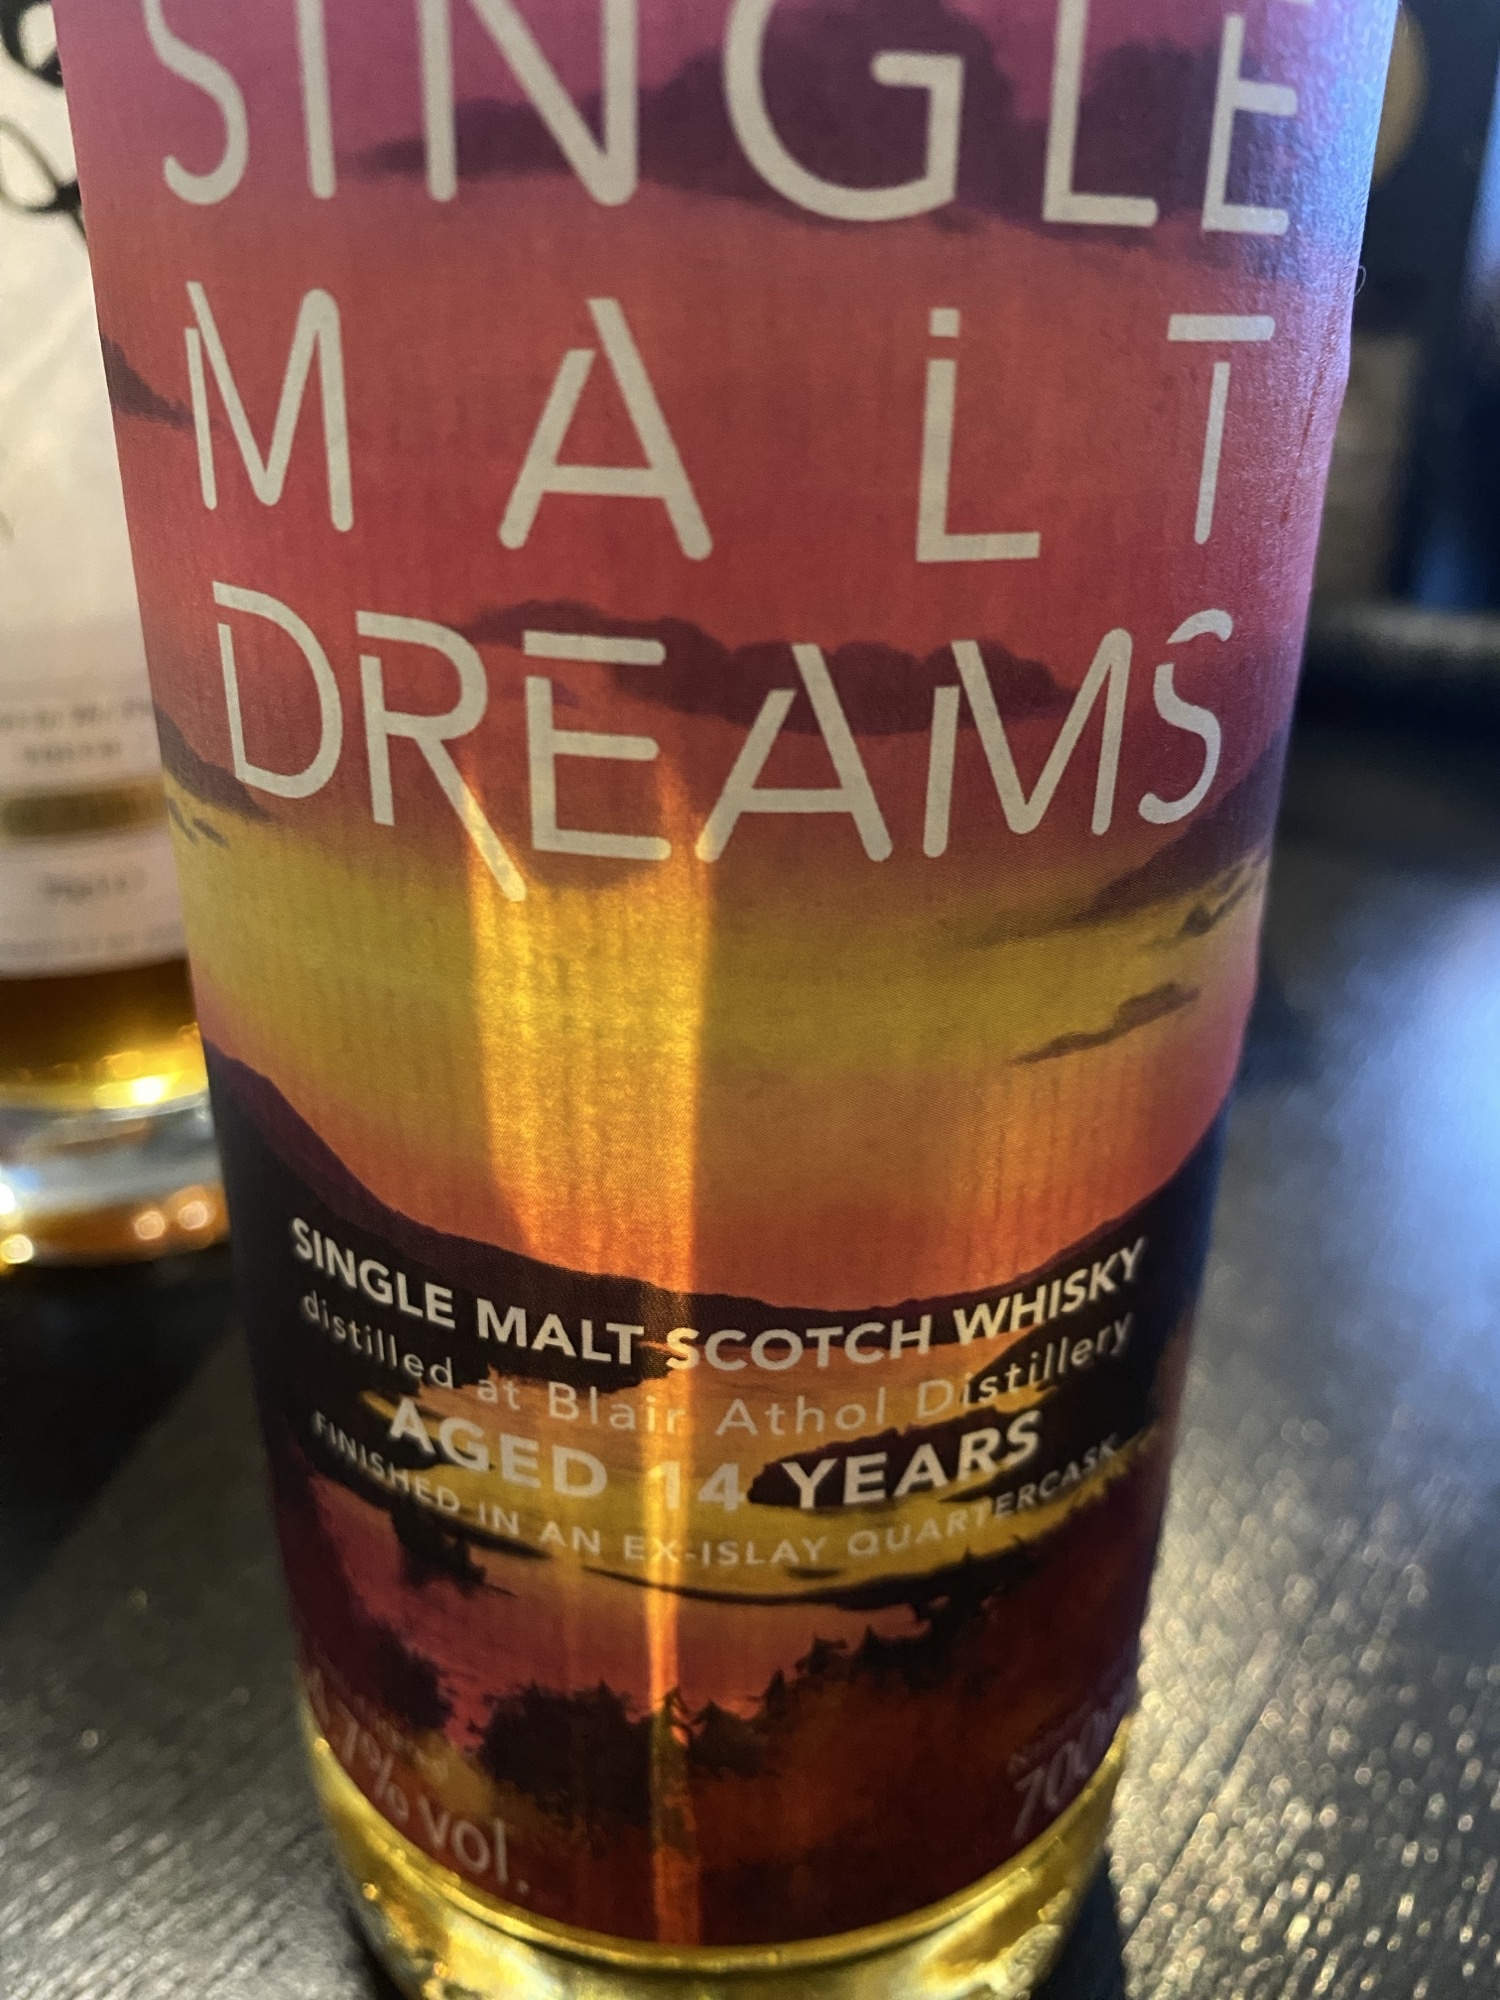 SINGLE
MALT
DREAMS
SINGLE MALT SCOTCH WHISKY
distilled at Blair Athol Distillery
AGED 14 YEARS
FINISHED IN AN EX-ISLAY QUARTERCASK
% vol.